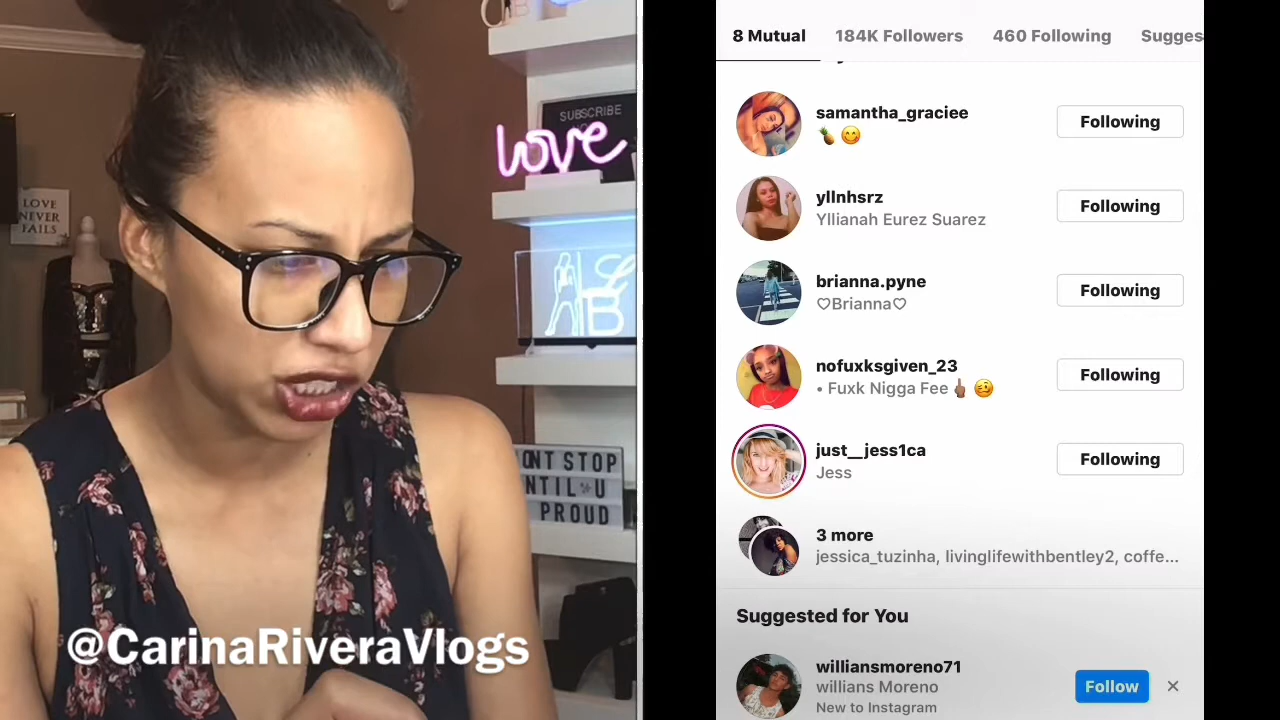 SUBSCRIBE
love
LOVE
NEVER
FAILS
B
ONT STOP
NTIL U
PROUD
@CarinaRiveraVlogs
8 Mutual 184K Followers 460 Following Sugges
samantha_graciee
🍍 😋
Following
yllnhsrz
Yllianah Eurez Suarez
Following
brianna.pyne
♡Brianna♡
Following
nofuxksgiven_23
• Fuxk Nigga Fee🖕🏽🥴
Following
just__jess1ca
Jess
Following
3 more
jessica_tuzinha, livinglifewithbentley2, coffe...
Suggested for You
williansmoreno71
willians Moreno
New to Instagram
Follow ×